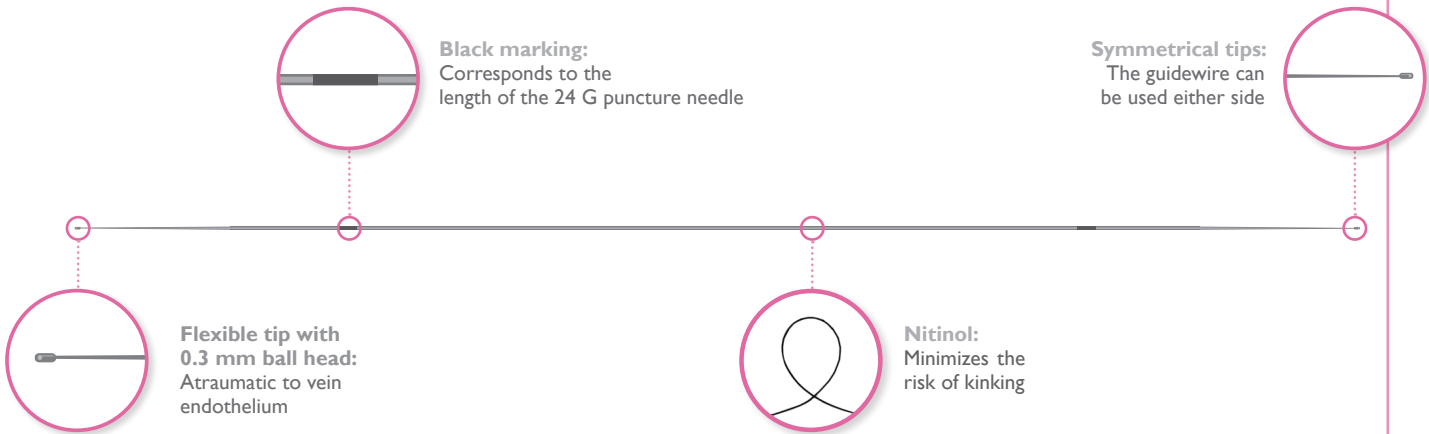 Black marking:
Corresponds to the
length of the 24 G puncture needle
Symmetrical tips:
The guidewire can
be used either side
Flexible tip with
0.3 mm ball head:
Atraumatic to vein
endothelium
Nitinol:
Minimizes the
risk of kinking